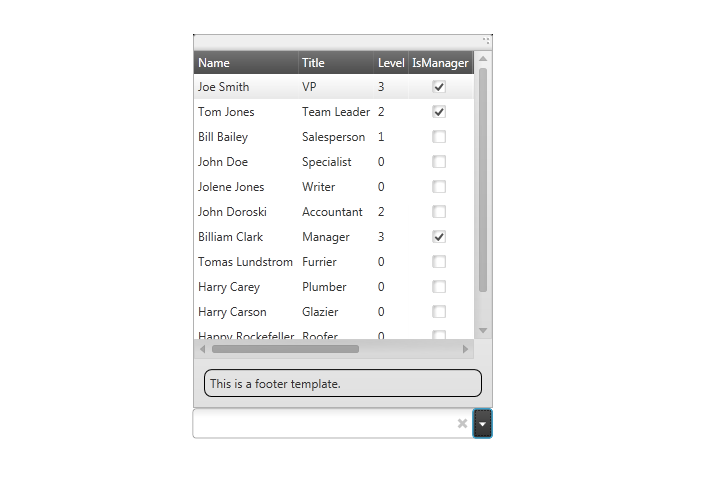 Name Title Level IsManager
Joe Smith VP 3
Tom Jones Team Leader 2
Bill Bailey Salesperson 1
John Doe Specialist 0
Jolene Jones Writer 0
John Doroski Accountant 2
Billiam Clark Manager 3
Tomas Lundstrom Furrier 0
Harry Carey Plumber 0
Harry Carson Glazier 0
Happy Rockefeller Roofer 0
This is a footer template.